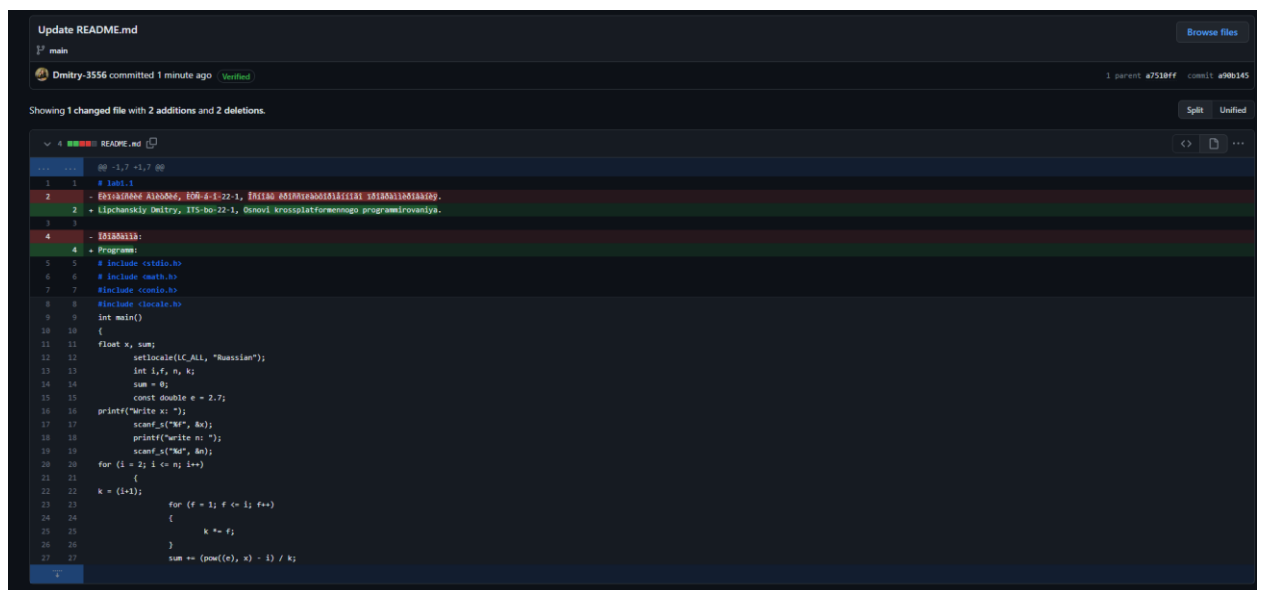 Update README.md
Browse files
main
Dmitry-3556 committed 1 minute ago Verified
1 parent a7510ff commit a90b145
Showing 1 changed file with 2 additions and 2 deletions.
Split Unified
4 README.md
@@ -1,7 +1,7 @@
1 1 # lab1.1
2 - 22-1,
2 + Lipchanskiy Dmitry, ITS-bo-22-1, Osnovi krossplatformennogo programmirovaniya.
3 3
4 -
4 + Programm:
5 5 # include <stdio.h>
6 6 # include <math.h>
7 7 #include <conio.h>
8 8 #include <locale.h>
9 9 int main()
10 10 {
11 11 float x, sum;
12 12 setlocale(LC_ALL, "Ruassian");
13 13 int i,f, n, k;
14 14 sum = 0;
15 15 const double e = 2.7;
16 16 printf("Write x: ");
17 17 scanf_s("%f", &x);
18 18 printf("write n: ");
19 19 scanf_s("%d", &n);
20 20 for (i = 2; i <= n; i++)
21 21 {
22 22 k = (i+1);
23 23 for (f = 1; f <= i; f++)
24 24 {
25 25 k *= f;
26 26 }
27 27 sum += (pow((e), x) - i) / k;